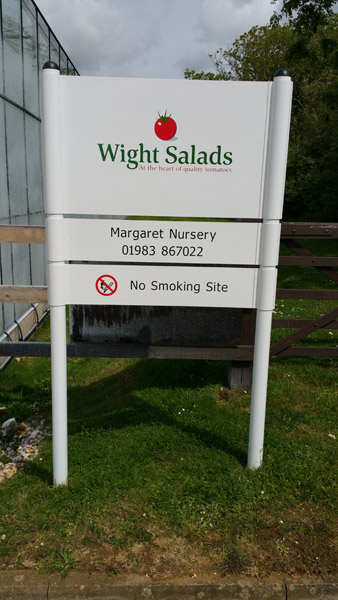 Wight Salads
At the heart of quality tomatoes
Margaret Nursery
01983 867022
No Smoking Site